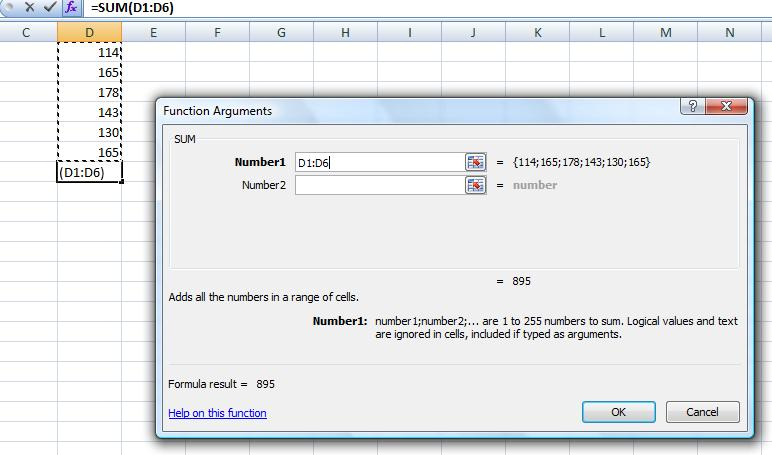 =SUM(D1:D6)
C D E F G H I J K L M N
114
165
178
143
130
165
(D1:D6)
Function Arguments
SUM
Number1 D1:D6 = {114;165;178;143;130;165}
Number2 = number
= 895
Adds all the numbers in a range of cells.
Number1: number1;number2;... are 1 to 255 numbers to sum. Logical values and text
are ignored in cells, included if typed as arguments.
Formula result = 895
Help on this function
OK Cancel